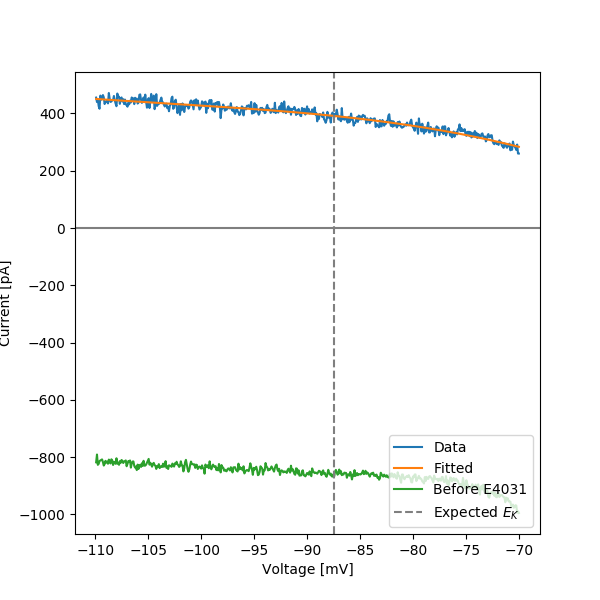 400
200
0
−200
−400
−600
−800
−1000
Current [pA]
−110 −105 −100 −95 −90 −85 −80 −75 −70
Voltage [mV]
Data
Fitted
Before E4031
Expected E_K